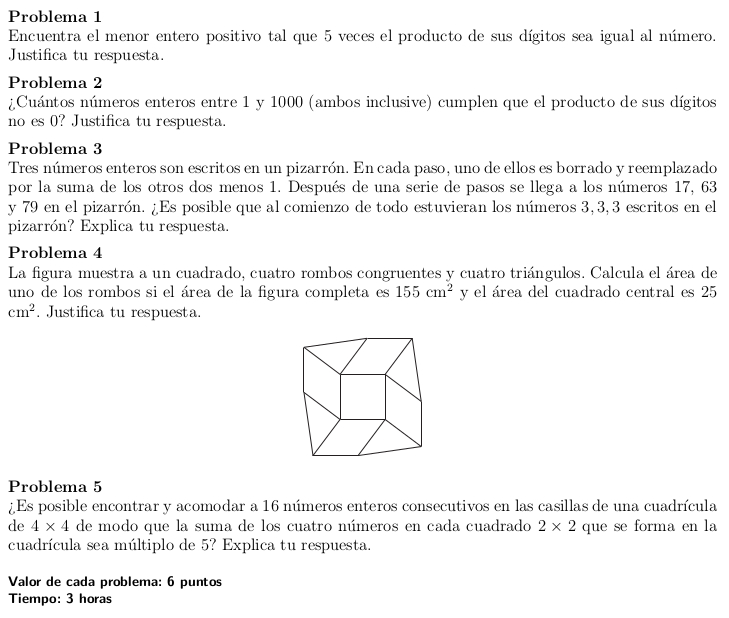 Problema 1
Encuentra el menor entero positivo tal que 5 veces el producto de sus dígitos sea igual al número.
Justifica tu respuesta.
Problema 2
¿Cuántos números enteros entre 1 y 1000 (ambos inclusive) cumplen que el producto de sus dígitos
no es 0? Justifica tu respuesta.
Problema 3
Tres números enteros son escritos en un pizarrón. En cada paso, uno de ellos es borrado y reemplazado
por la suma de los otros dos menos 1. Después de una serie de pasos se llega a los números 17, 63
y 79 en el pizarrón. ¿Es posible que al comienzo de todo estuvieran los números 3, 3, 3 escritos en el
pizarrón? Explica tu respuesta.
Problema 4
La figura muestra a un cuadrado, cuatro rombos congruentes y cuatro triángulos. Calcula el área de
uno de los rombos si el área de la figura completa es 155 cm² y el área del cuadrado central es 25
cm². Justifica tu respuesta.
Problema 5
¿Es posible encontrar y acomodar a 16 números enteros consecutivos en las casillas de una cuadrícula
de 4 × 4 de modo que la suma de los cuatro números en cada cuadrado 2 × 2 que se forma en la
cuadrícula sea múltiplo de 5? Explica tu respuesta.
Valor de cada problema: 6 puntos
Tiempo: 3 horas